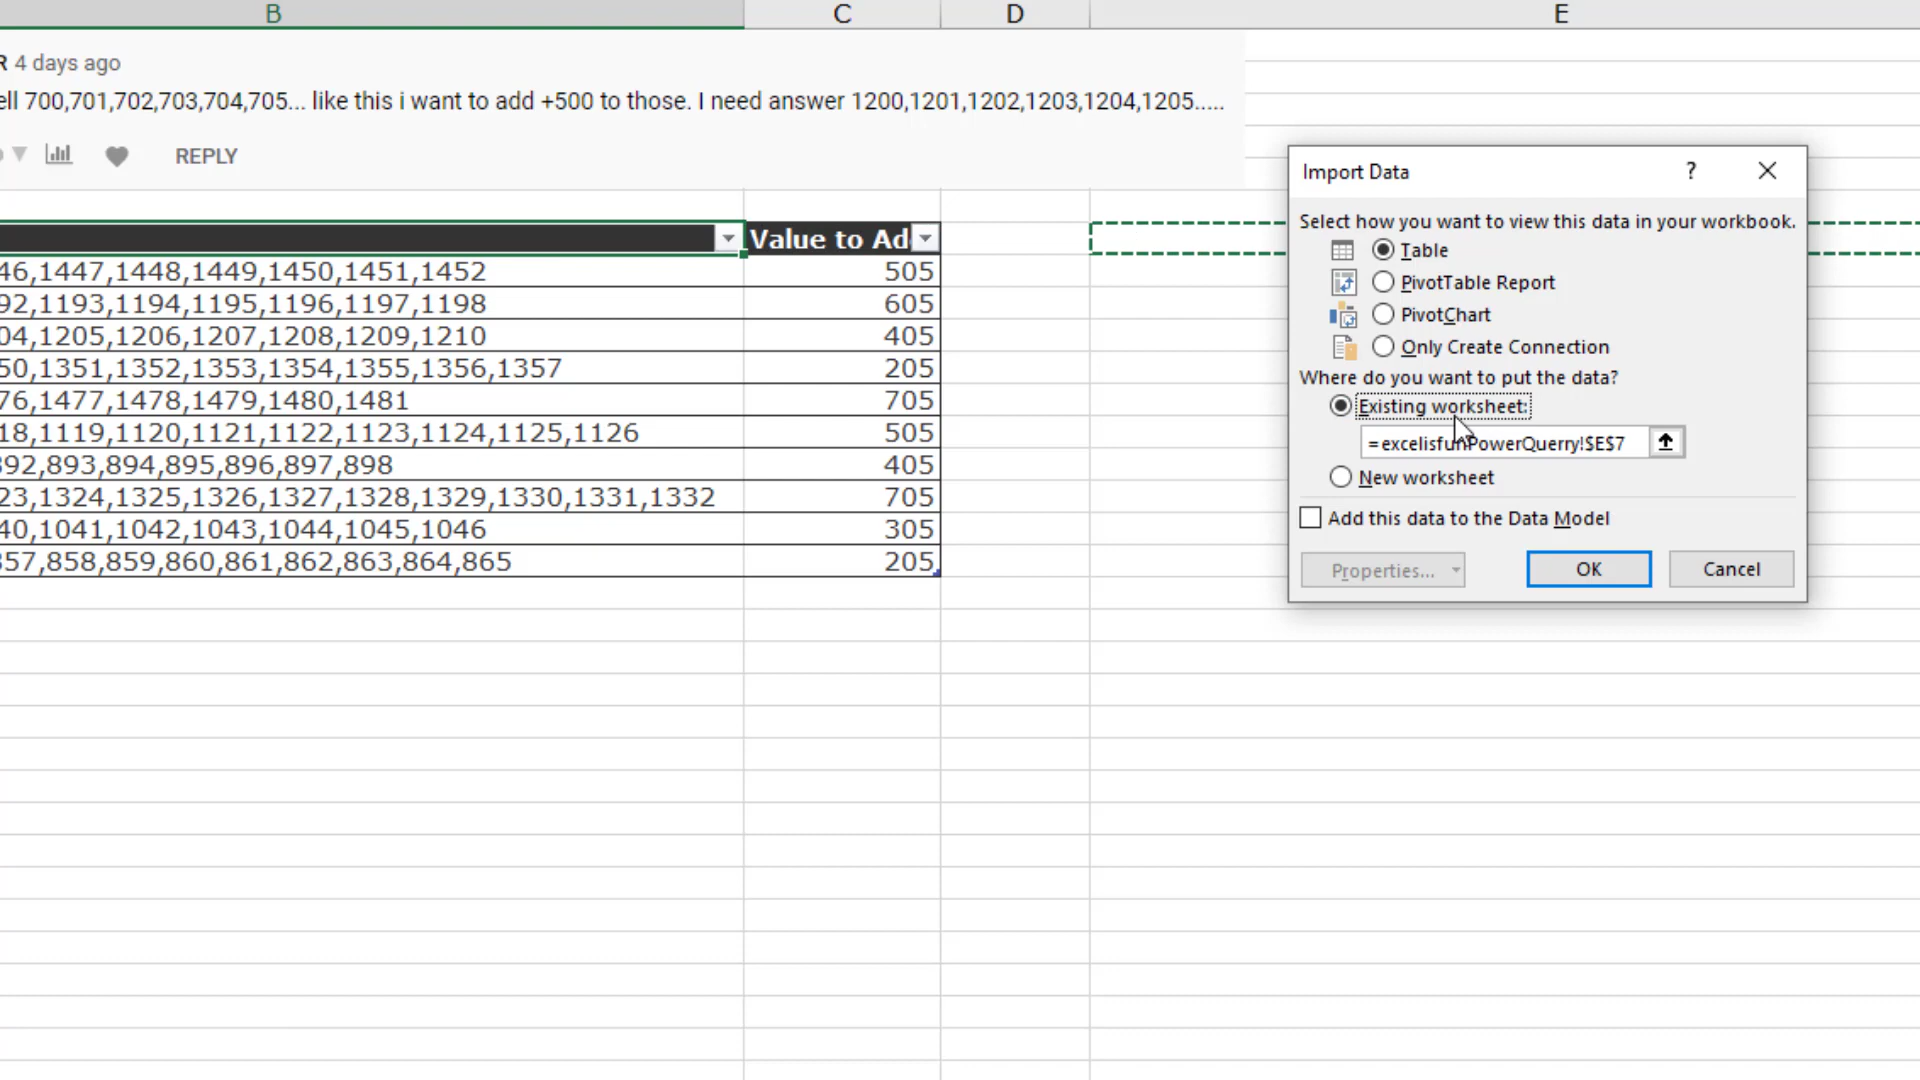 B C D E
R 4 days ago
ell 700,701,702,703,704,705... like this i want to add +500 to those. I need answer 1200,1201,1202,1203,1204,1205.....
REPLY
Value to Ad
46,1447,1448,1449,1450,1451,1452 505
92,1193,1194,1195,1196,1197,1198 605
04,1205,1206,1207,1208,1209,1210 405
50,1351,1352,1353,1354,1355,1356,1357 205
76,1477,1478,1479,1480,1481 705
18,1119,1120,1121,1122,1123,1124,1125,1126 505
892,893,894,895,896,897,898 405
23,1324,1325,1326,1327,1328,1329,1330,1331,1332 705
40,1041,1042,1043,1044,1045,1046 305
857,858,859,860,861,862,863,864,865 205
Import Data ?
Select how you want to view this data in your workbook.
Table
PivotTable Report
PivotChart
Only Create Connection
Where do you want to put the data?
Existing worksheet:
=excelisfunPowerQuerry!$E$7
New worksheet
Add this data to the Data Model
Properties... OK Cancel